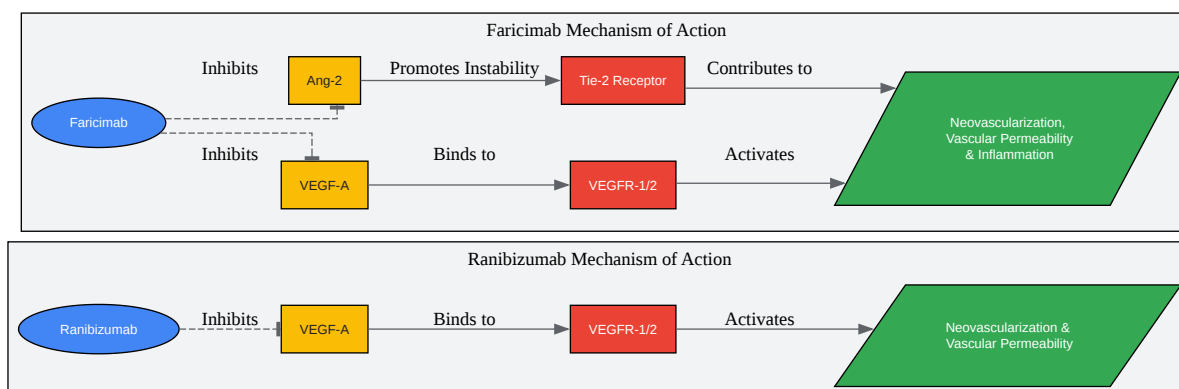 Faricimab Mechanism of Action
Inhibits
Ang-2
Promotes Instability
Tie-2 Receptor
Contributes to
Faricimab
Neovascularization,
Vascular Permeability
& Inflammation
Inhibits
VEGF-A
Binds to
VEGFR-1/2
Activates
Ranibizumab Mechanism of Action
Ranibizumab
Inhibits
VEGF-A
Binds to
VEGFR-1/2
Activates
Neovascularization &
Vascular Permeability